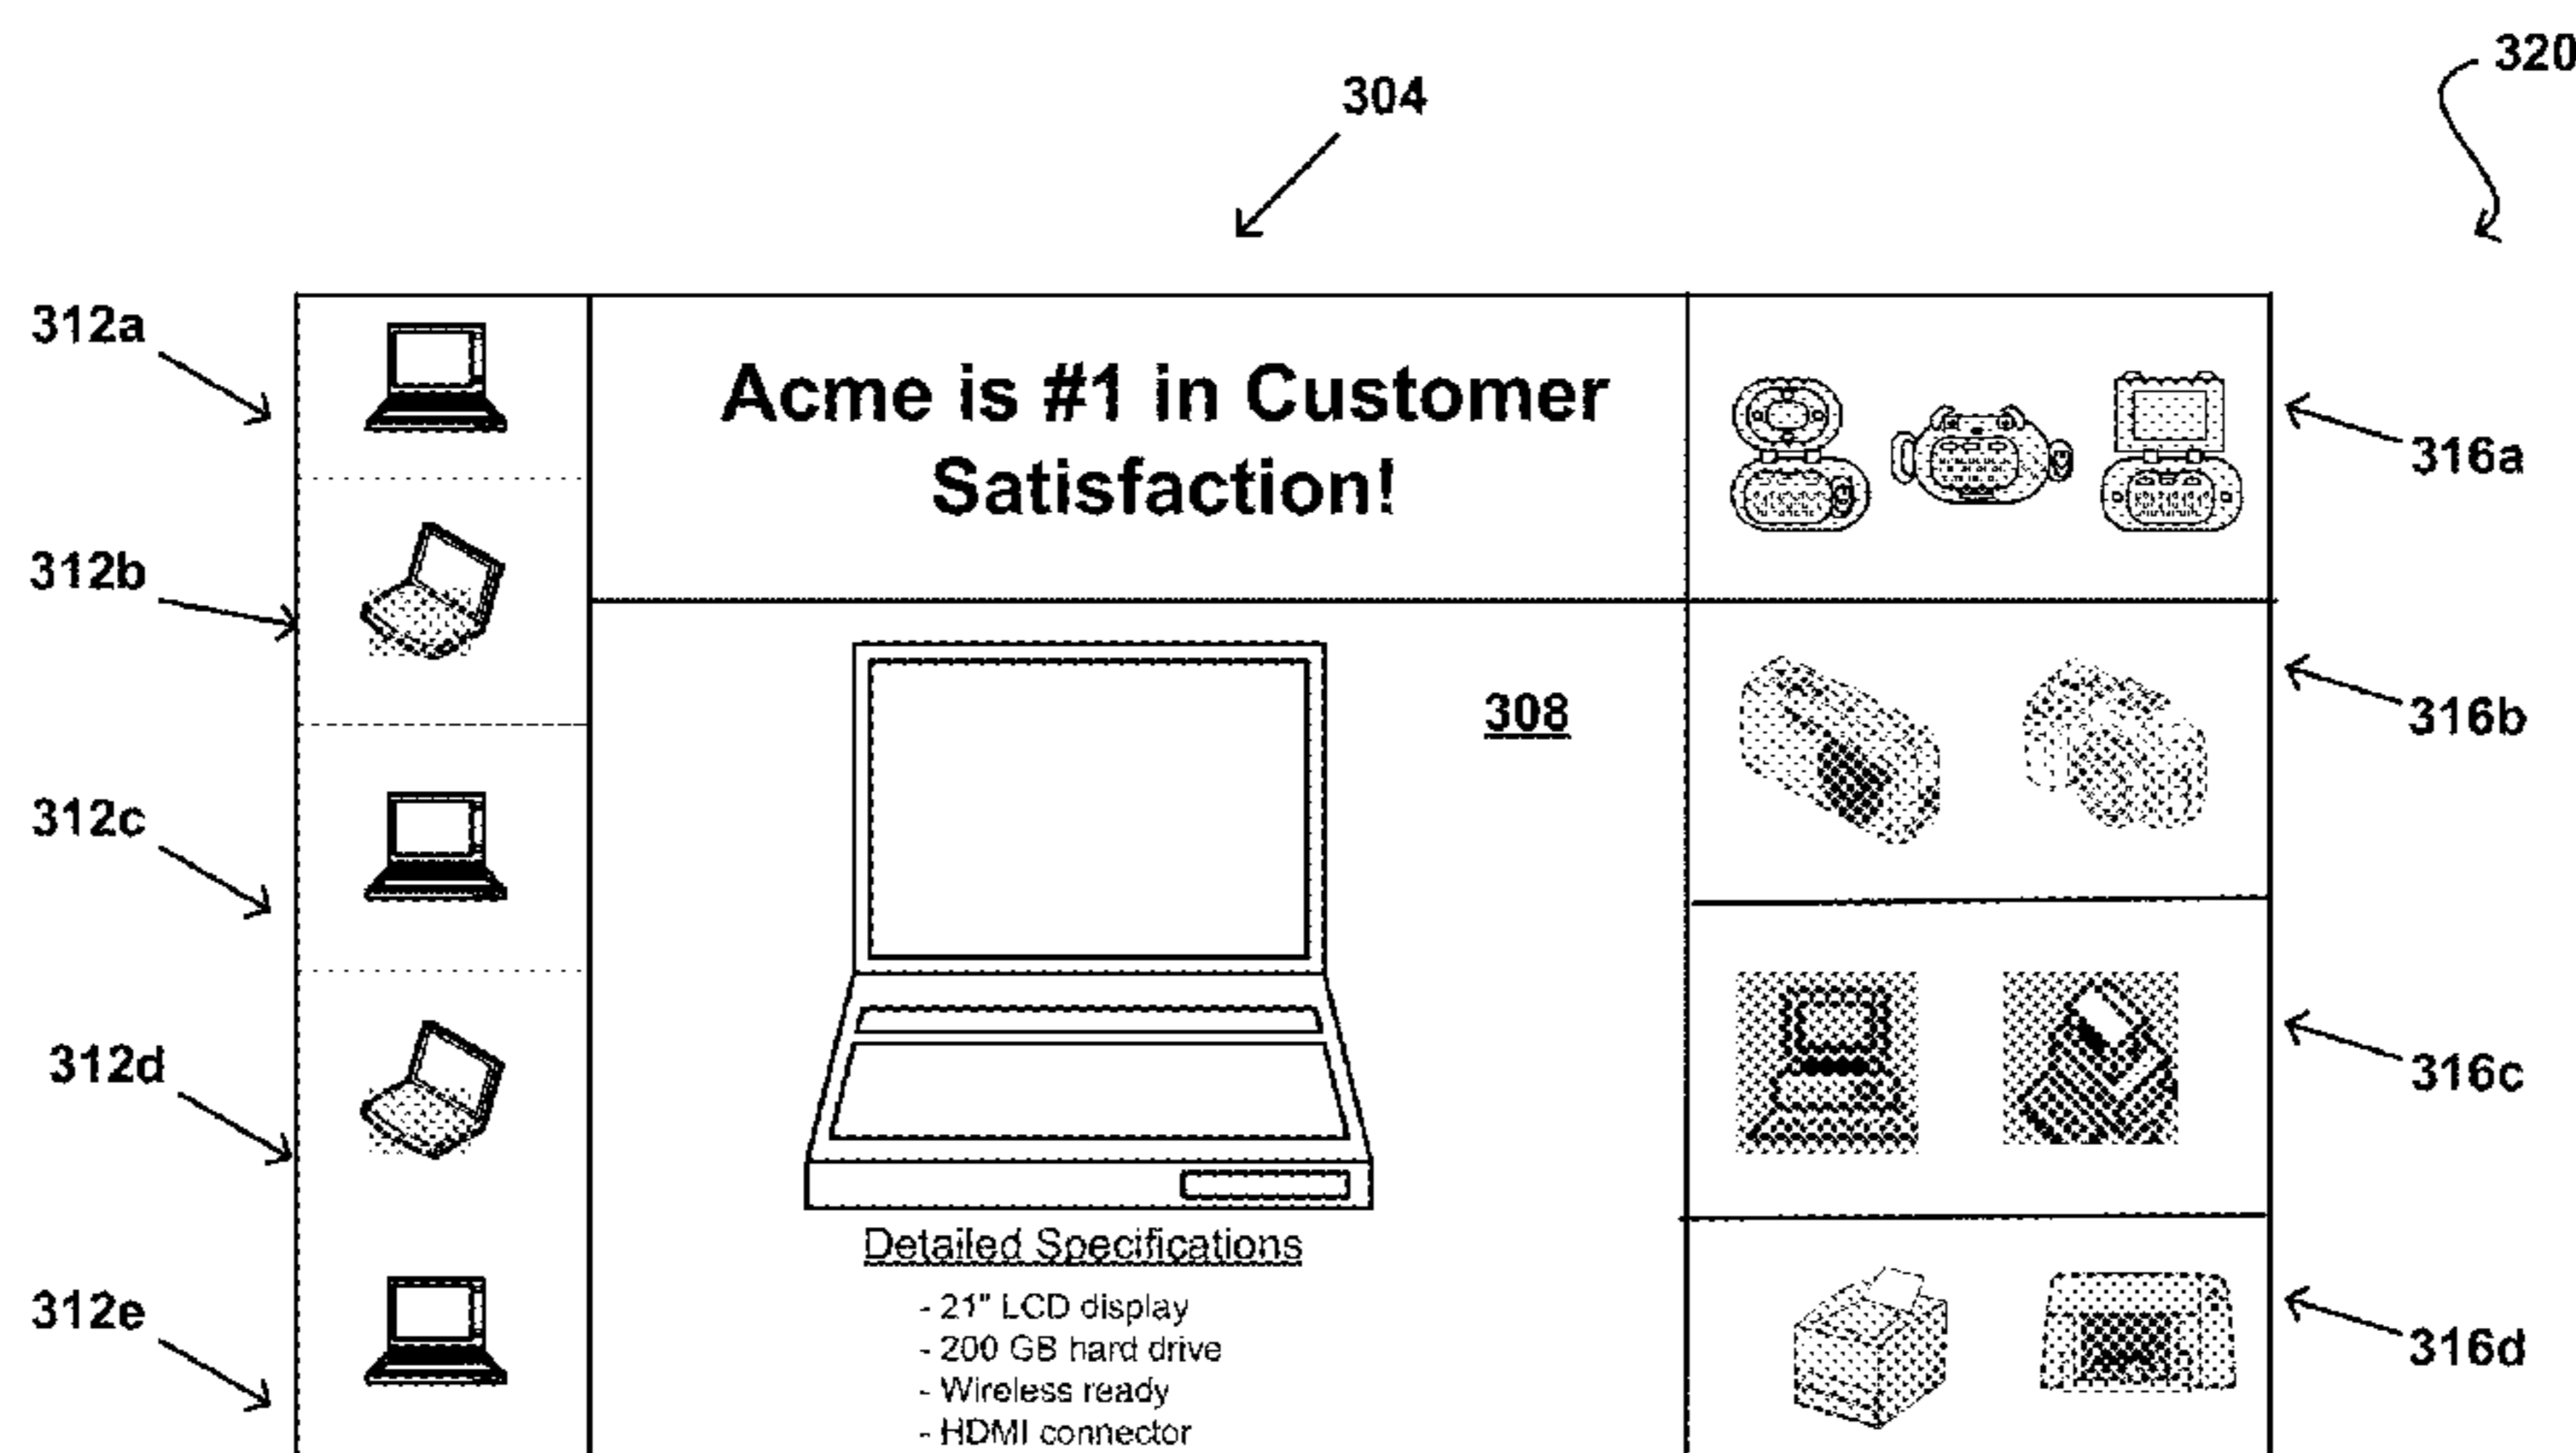 320
304
312a
Acme is #1 in Customer
Satisfaction!
316a
312b
308
316b
312c
316c
312d
Detailed Specifications
- 21" LCD display
- 200 GB hard drive
- Wireless ready
- HDMI connector
312e
316d